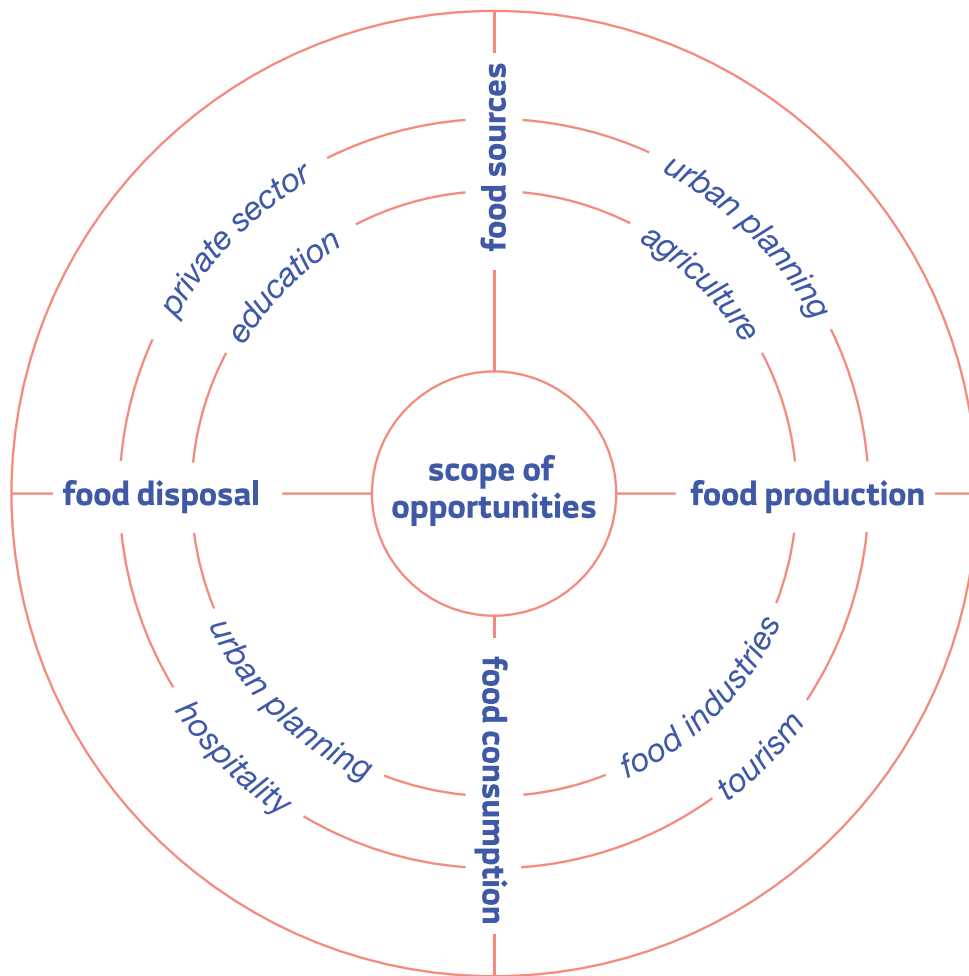 food sources
private sector
urban planning
education
agriculture
scope of
opportunities
food disposal
food production
urban planning
food industries
hospitality
tourism
food consumption